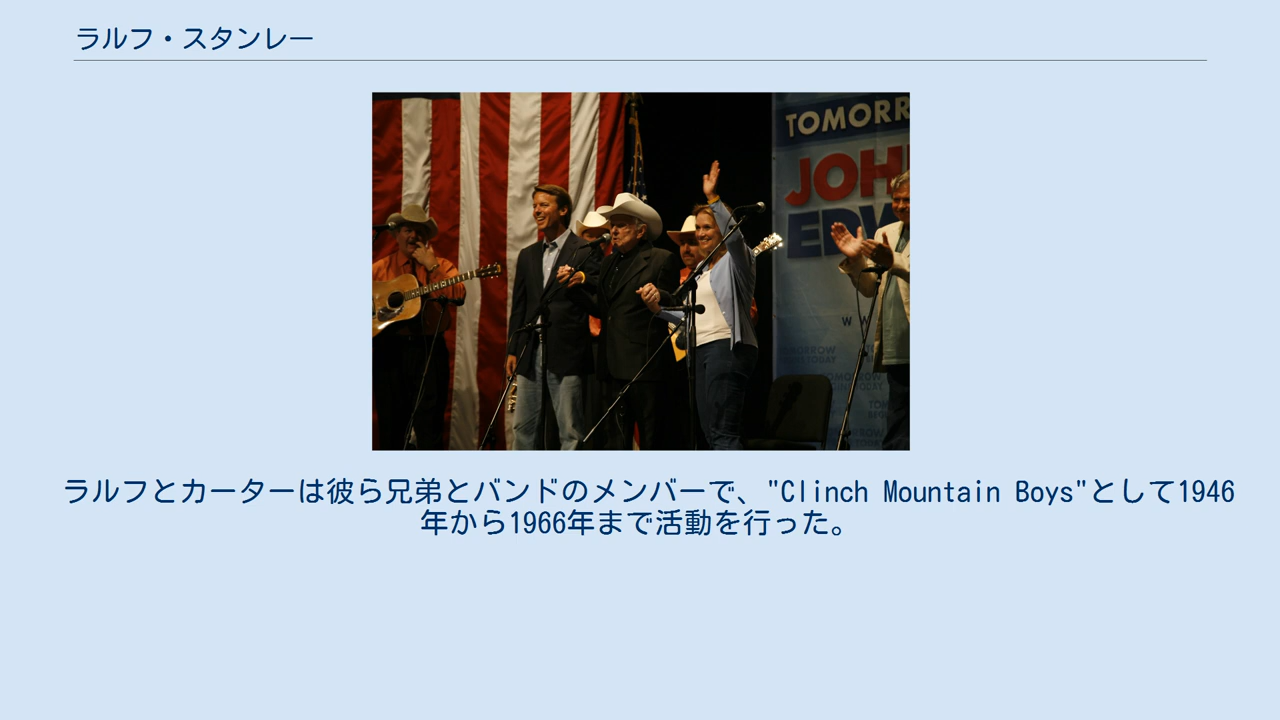 ラルフ・スタンレー
TOMORR
JOH
EDW
W W
ラルフとカーターは彼ら兄弟とバンドのメンバーで、"Clinch Mountain Boys"として1946
年から1966年まで活動を行った。